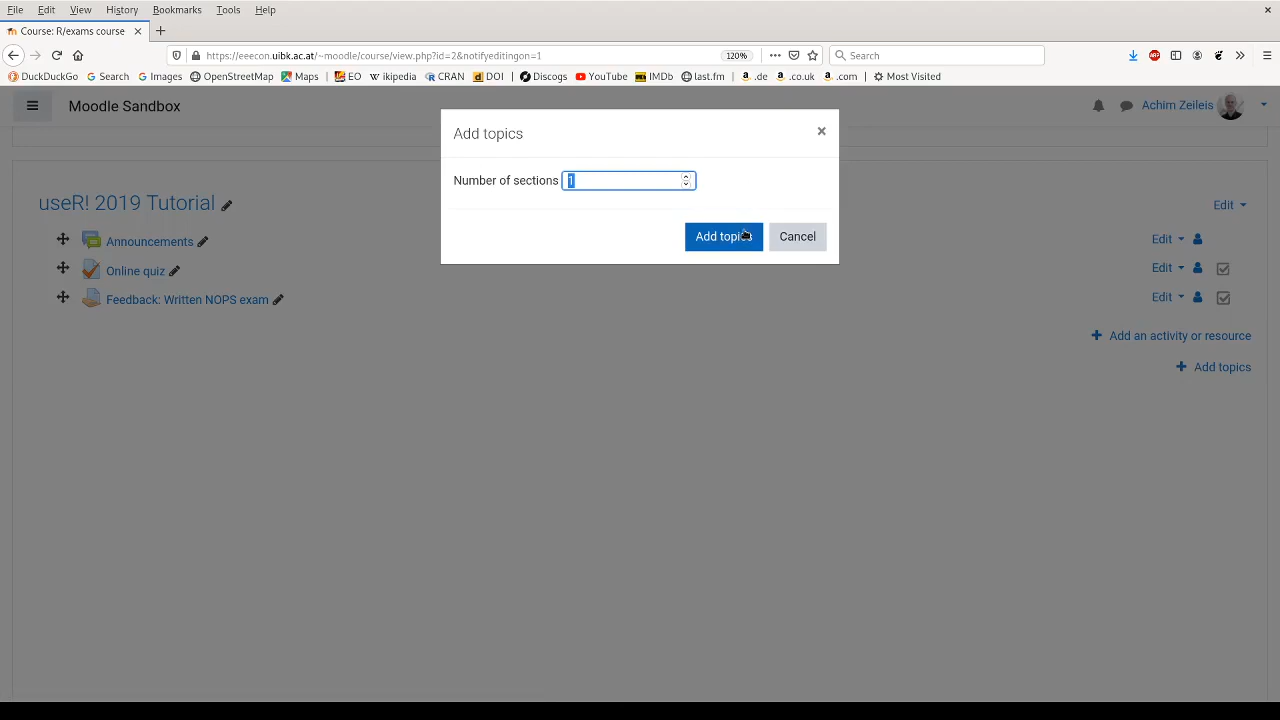 File Edit View History Bookmarks Tools Help
Course: R/exams course
https://eeecon.uibk.ac.at/~moodle/course/view.php?id=2&notifyeditingon=1 120% Search
DuckDuckGo Search Images OpenStreetMap Maps EO Wikipedia CRAN DOI Discogs YouTube IMDb last.fm .de .co.uk .com Most Visited
Moodle Sandbox Achim Zeileis
Add topics ×
Number of sections 1
Add topics Cancel
useR! 2019 Tutorial Edit
Announcements Edit
Online quiz Edit
Feedback: Written NOPS exam Edit
Add an activity or resource
Add topics